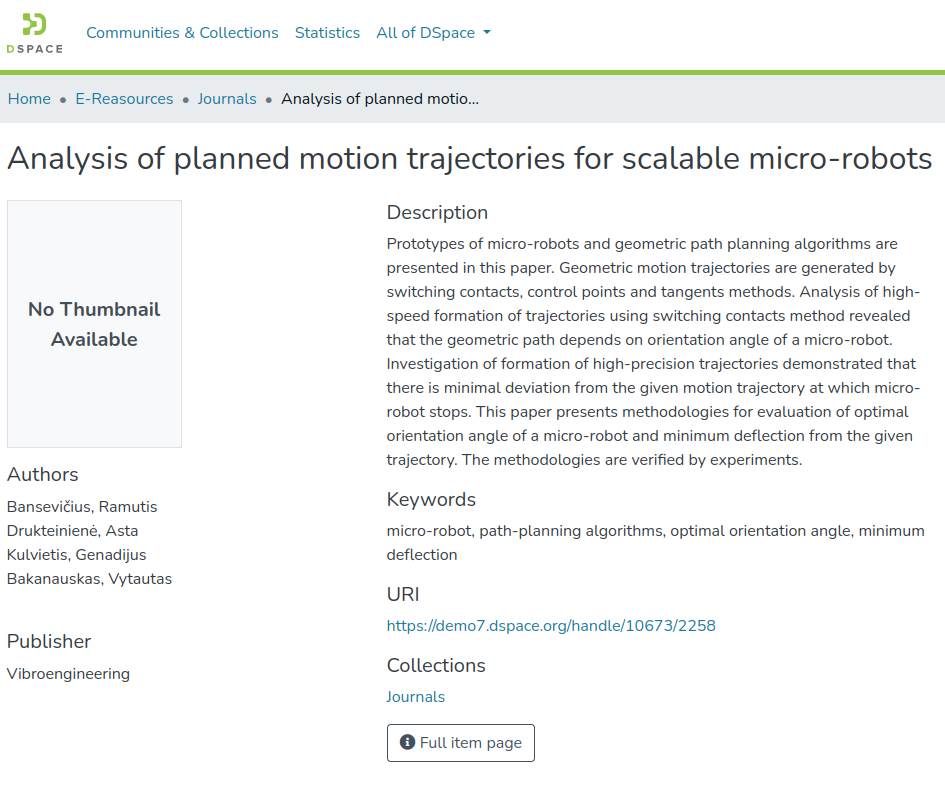 DSPACE
Communities & Collections Statistics All of DSpace
Home • E-Reasources • Journals • Analysis of planned motio...
Analysis of planned motion trajectories for scalable micro-robots
No Thumbnail
Available
Authors
Bansevičius, Ramutis
Drukteinienė, Asta
Kulvietis, Genadijus
Bakanauskas, Vytautas
Publisher
Vibroengineering
Description
Prototypes of micro-robots and geometric path planning algorithms are
presented in this paper. Geometric motion trajectories are generated by
switching contacts, control points and tangents methods. Analysis of high-
speed formation of trajectories using switching contacts method revealed
that the geometric path depends on orientation angle of a micro-robot.
Investigation of formation of high-precision trajectories demonstrated that
there is minimal deviation from the given motion trajectory at which micro-
robot stops. This paper presents methodologies for evaluation of optimal
orientation angle of a micro-robot and minimum deflection from the given
trajectory. The methodologies are verified by experiments.
Keywords
micro-robot, path-planning algorithms, optimal orientation angle, minimum
deflection
URI
https://demo7.dspace.org/handle/10673/2258
Collections
Journals
Full item page